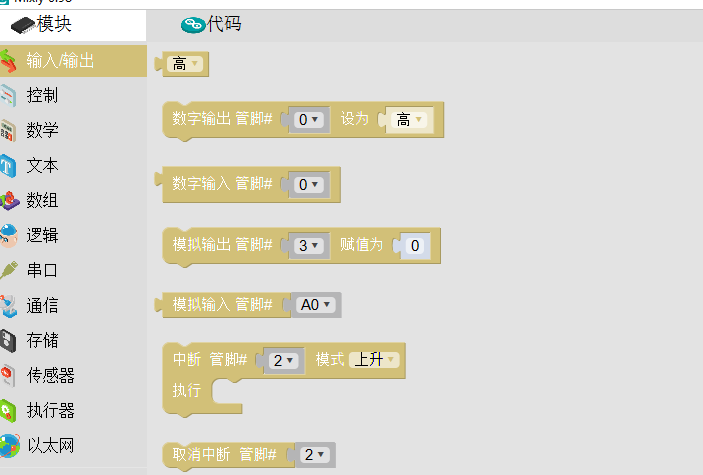 模块
代码
输入/输出
控制
数学
文本
数组
逻辑
串口
通信
存储
传感器
执行器
以太网
高
数字输出 管脚# 0 设为 高
数字输入 管脚# 0
模拟输出 管脚# 3 赋值为 0
模拟输入 管脚# A0
中断 管脚# 2 模式 上升
执行
取消中断 管脚# 2